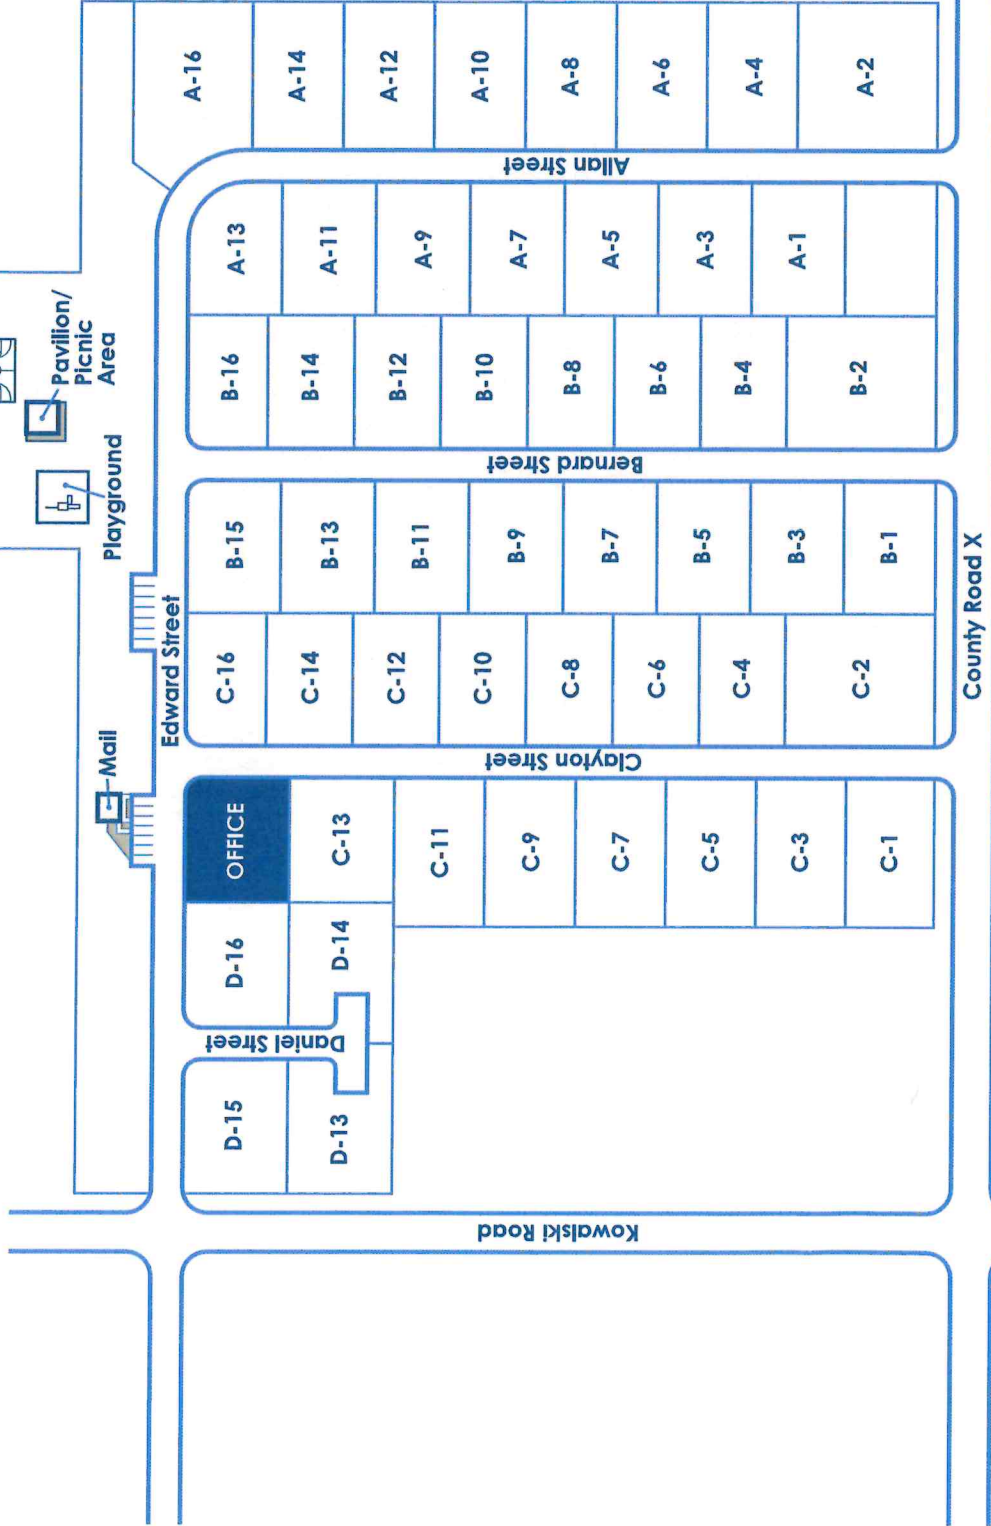 A-16
A-14
A-12
A-10
A-8
A-6
A-4
A-2
Allan Street
A-13
A-11
A-9
A-7
A-5
A-3
A-1
Pavilion/
Picnic
Area
B-16
B-14
B-12
B-10
B-8
B-6
B-4
B-2
Bernard Street
Playground
B-15
B-13
B-11
B-9
B-7
B-5
B-3
B-1
Edward Street
County Road X
C-16
C-14
C-12
C-10
C-8
C-6
C-4
C-2
Clayton Street
Mail
OFFICE
C-13
C-11
C-9
C-7
C-5
C-3
C-1
D-16
D-14
Daniel Street
D-15
D-13
Kowalski Road